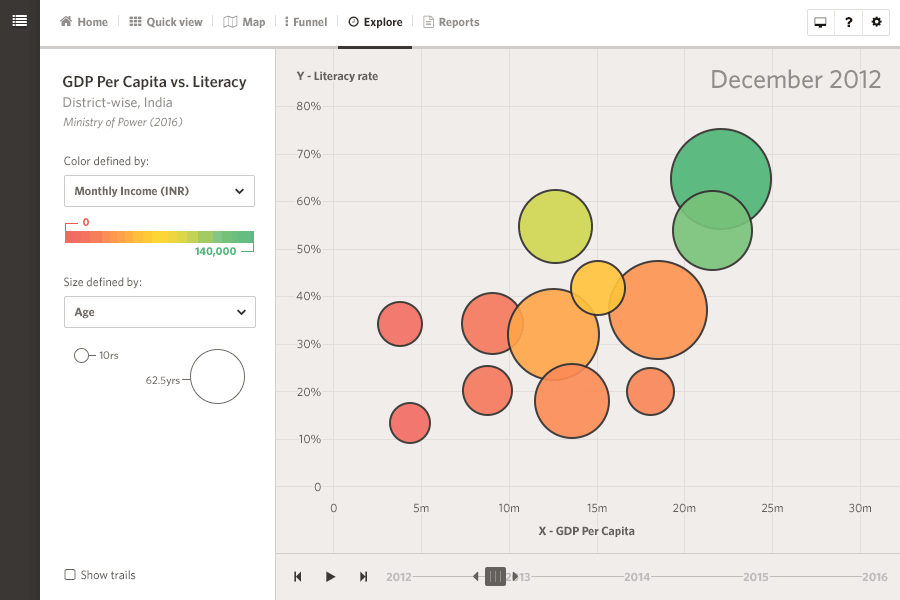 Home Quick view Map Funnel Explore Reports ?
GDP Per Capita vs. Literacy
District-wise, India
Ministry of Power (2016)
Color defined by:
Monthly Income (INR)
0
140,000
Size defined by:
Age
10rs
62.5yrs
Show trails
Y - Literacy rate
December 2012
80%
70%
60%
50%
40%
30%
20%
10%
0
0 5m 10m 15m 20m 25m 30m
X - GDP Per Capita
2012 2013 2014 2015 2016